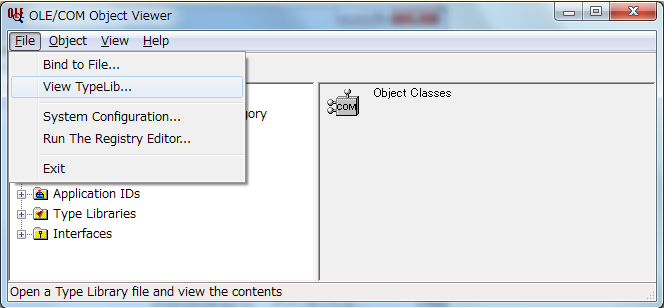 OLE/COM Object Viewer
File Object View Help
Bind to File...
View TypeLib...
System Configuration...
Run The Registry Editor...
Exit
gory
Application IDs
Type Libraries
Interfaces
COM
Object Classes
Open a Type Library file and view the contents